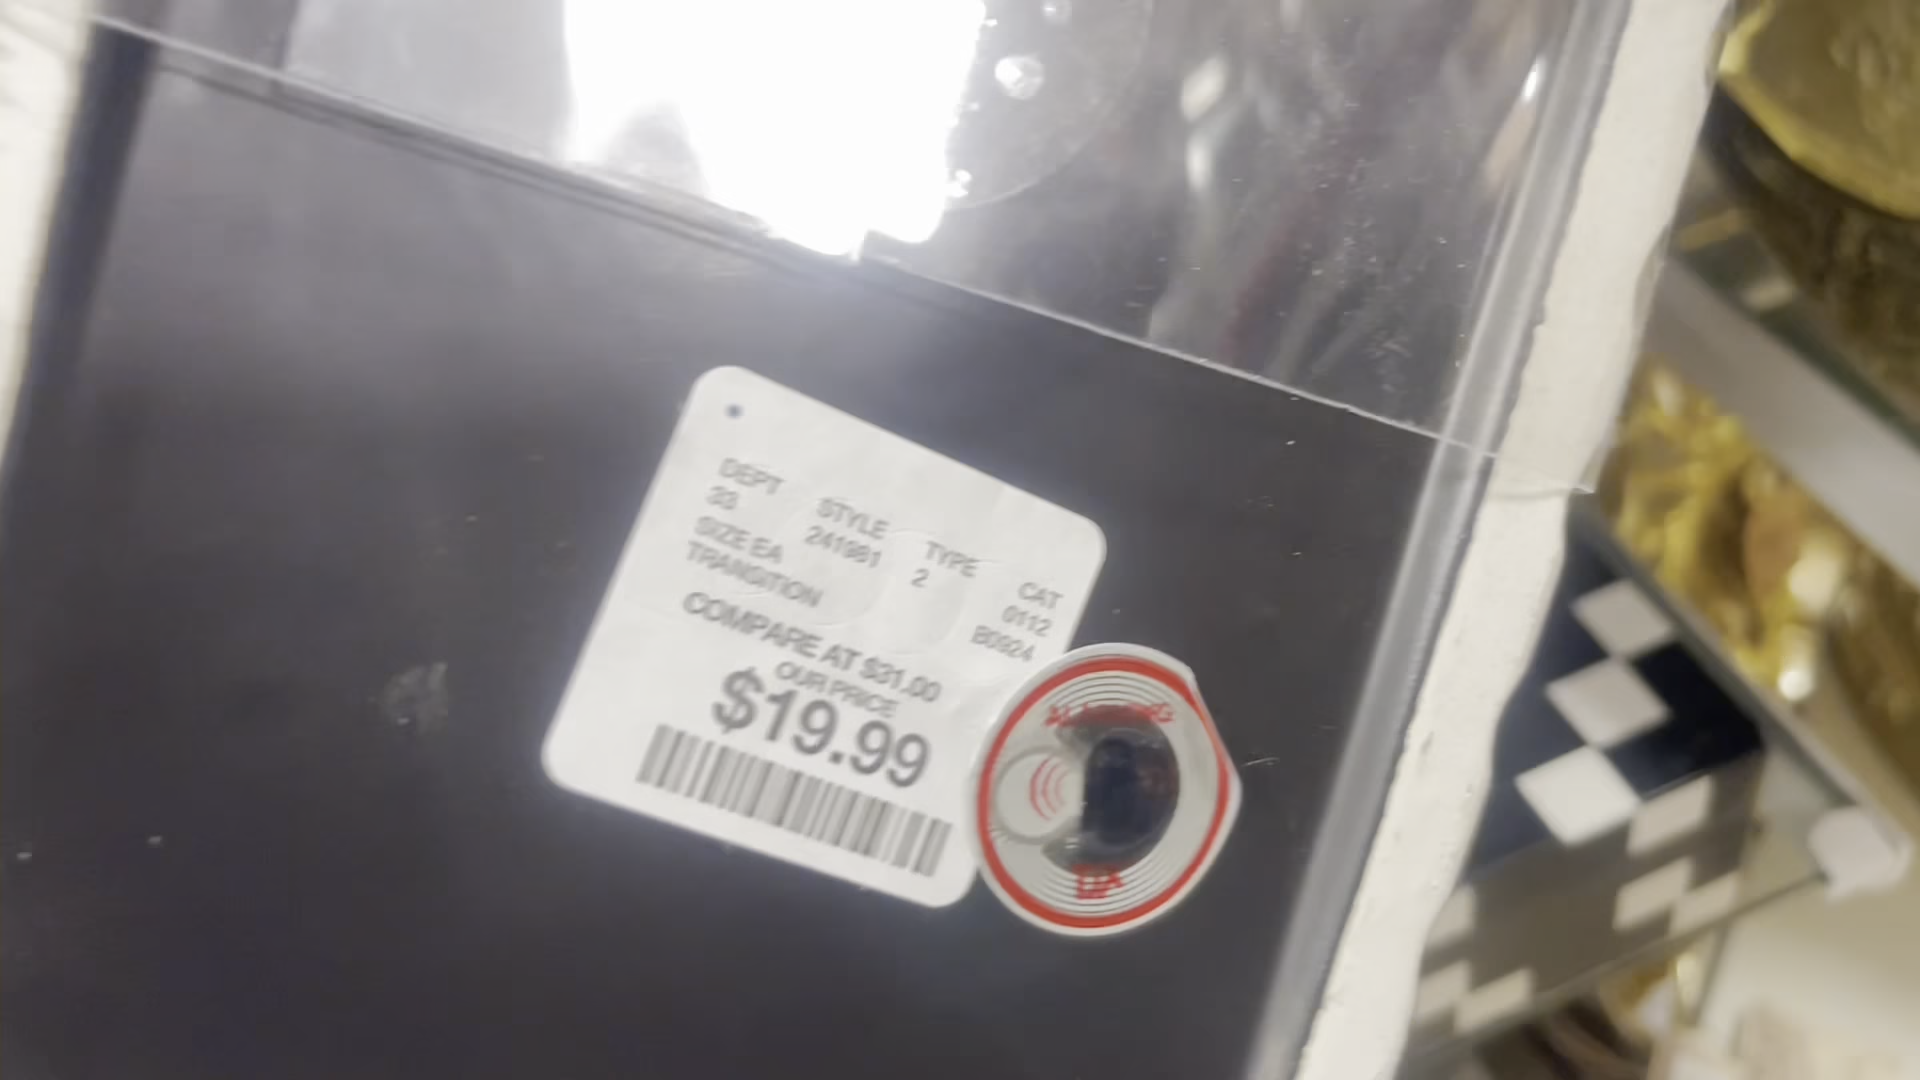 DEPT STYLE TYPE CAT
33 241981 2 0112
SIZE EA B0924
TRANSITION
COMPARE AT $31.00
OUR PRICE
$19.99